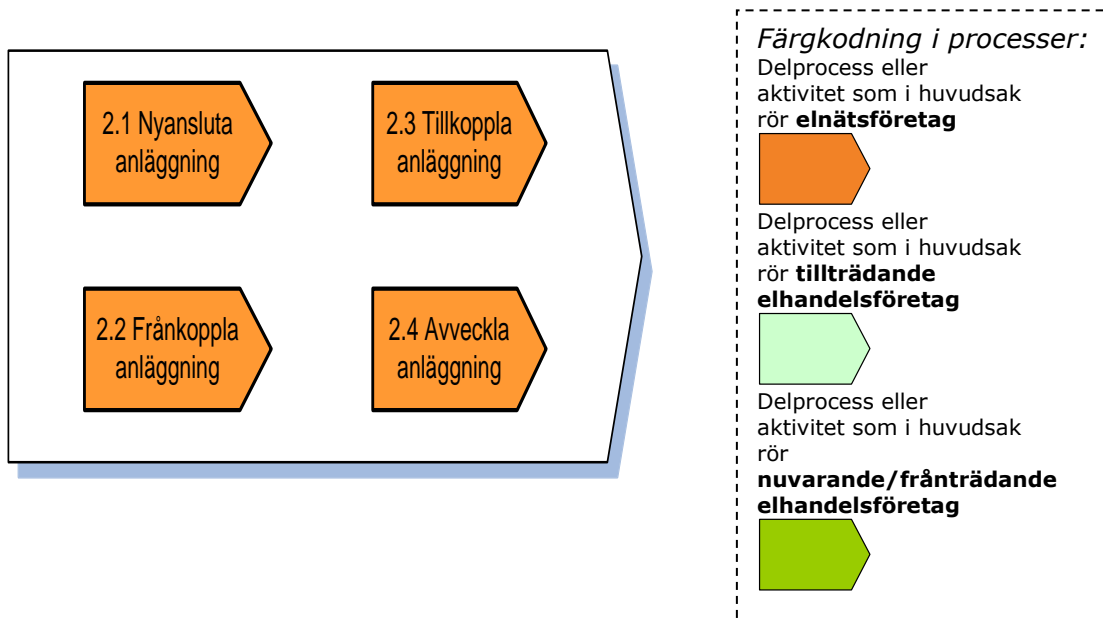 2.1 Nyansluta
anläggning
2.3 Tillkoppla
anläggning
2.2 Frånkoppla
anläggning
2.4 Avveckla
anläggning
Färgkodning i processer:
Delprocess eller
aktivitet som i huvudsak
rör elnätsföretag
Delprocess eller
aktivitet som i huvudsak
rör tillträdande
elhandelsföretag
Delprocess eller
aktivitet som i huvudsak
rör
nuvarande/frånträdande
elhandelsföretag